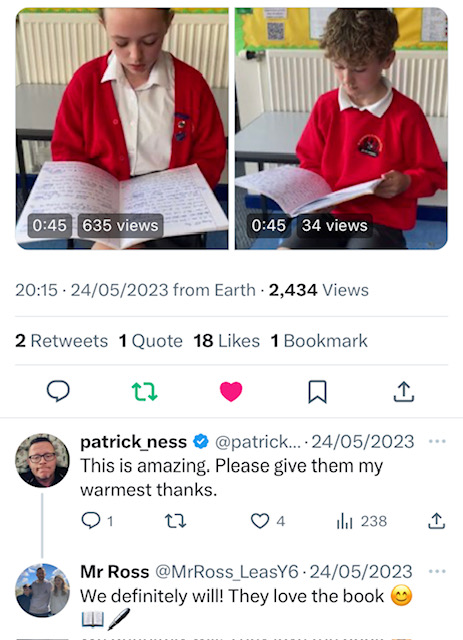 0:45 635 views
0:45 34 views
20:15 · 24/05/2023 from Earth · 2,434 Views
2 Retweets 1 Quote 18 Likes 1 Bookmark
patrick_ness @patrick... · 24/05/2023
This is amazing. Please give them my
warmest thanks.
1 4 238
Mr Ross @MrRoss_LeasY6 · 24/05/2023
We definitely will! They love the book 😊
📖🖋️